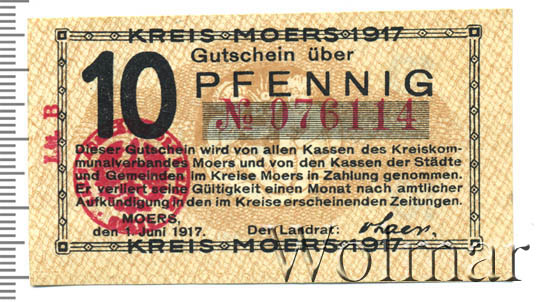 KREIS MOERS 1917
Gutschein über
10 PFENNIG
№ 076114
Dieser Gutschein wird von allen Kassen des Kreiskom-
munalverbandes Moers und von den Kassen der Städte
und Gemeinden im Kreise Moers in Zahlung genommen.
Er verliert seine Gültigkeit einen Monat nach amtlicher
Aufkündigung in den im Kreise erscheinenden Zeitungen.
MOERS,
den 1. Juni 1917. Der Landrat:
KREIS MOERS 1917
B
Wolmar